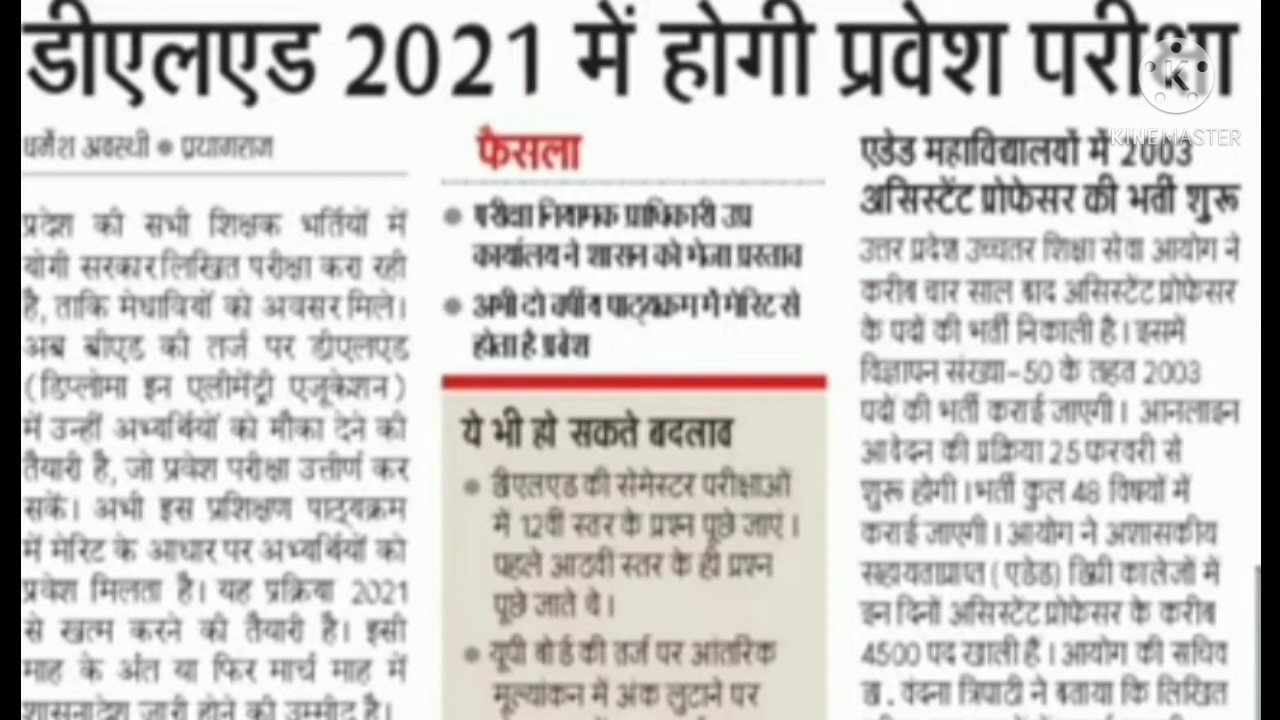 डीएलएड 2021 में होगी प्रवेश परीक्षा
धर्मेश अवस्थी ● प्रयागराज
प्रदेश की सभी शिक्षक भर्तियों में
योगी सरकार लिखित परीक्षा करा रही
है, ताकि मेधावियों को अवसर मिले।
अब बीएड की तर्ज पर डीएलएड
(डिप्लोमा इन एलीमेंट्री एजूकेशन)
में उन्हीं अभ्यर्थियों को मौका देने की
तैयारी है, जो प्रवेश परीक्षा उत्तीर्ण कर
सकें। अभी इस प्रशिक्षण पाठ्यक्रम
में मेरिट के आधार पर अभ्यर्थियों को
प्रवेश मिलता है। यह प्रक्रिया 2021
से खत्म करने की तैयारी है। इसी
माह के अंत या फिर मार्च माह में
शासनादेश जारी होने की उम्मीद है।
फैसला
● परीक्षा नियामक प्राधिकारी उप्र
कार्यालय ने शासन को भेजा प्रस्ताव
● अभी दो वर्षीय पाठ्यक्रम में मेरिट से
होता है प्रवेश
ये भी हो सकते बदलाव
● डीएलएड की सेमेस्टर परीक्षाओं
में 12वीं स्तर के प्रश्न पूछे जाएं।
पहले आठवीं स्तर के ही प्रश्न
पूछे जाते थे।
● यूपी बोर्ड की तर्ज पर आंतरिक
मूल्यांकन में अंक लुटाने पर
एडेड महाविद्यालयों में 2003
असिस्टेंट प्रोफेसर की भर्ती शुरू
उत्तर प्रदेश उच्चतर शिक्षा सेवा आयोग ने
करीब चार साल बाद असिस्टेंट प्रोफेसर
के पदों की भर्ती निकाली है। इसमें
विज्ञापन संख्या-50 के तहत 2003
पदों की भर्ती कराई जाएगी। आनलाइन
आवेदन की प्रक्रिया 25 फरवरी से
शुरू होगी। भर्ती कुल 48 विषयों में
कराई जाएगी। आयोग ने अशासकीय
सहायताप्राप्त (एडेड) डिग्री कालेजों में
इन दिनों असिस्टेंट प्रोफेसर के करीब
4500 पद खाली हैं। आयोग की सचिव
डा. वंदना त्रिपाठी ने बताया कि लिखित
K
KINEMASTER